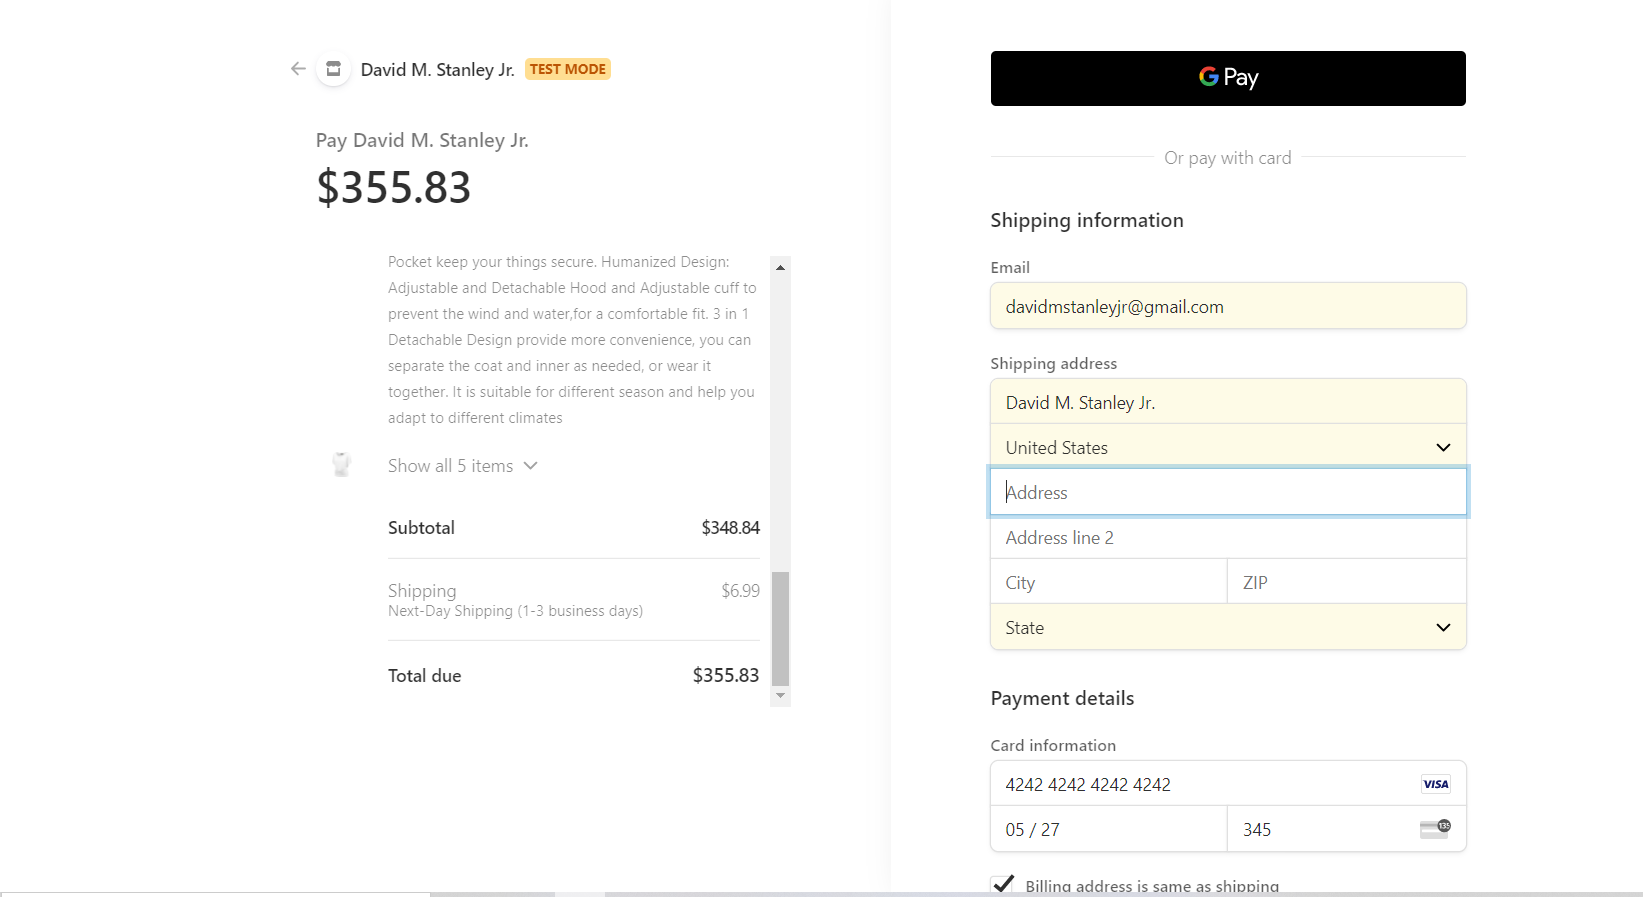 David M. Stanley Jr. TEST MODE
Pay David M. Stanley Jr.
$355.83
Pocket keep your things secure. Humanized Design:
Adjustable and Detachable Hood and Adjustable cuff to
prevent the wind and water,for a comfortable fit. 3 in 1
Detachable Design provide more convenience, you can
separate the coat and inner as needed, or wear it
together. It is suitable for different season and help you
adapt to different climates
Show all 5 items
Subtotal $348.84
Shipping $6.99
Next-Day Shipping (1-3 business days)
Total due $355.83
G Pay
Or pay with card
Shipping information
Email
davidmstanleyjr@gmail.com
Shipping address
David M. Stanley Jr.
United States
Address
Address line 2
City ZIP
State
Payment details
Card information
4242 4242 4242 4242 VISA
05 / 27 345 135
Billing address is same as shipping